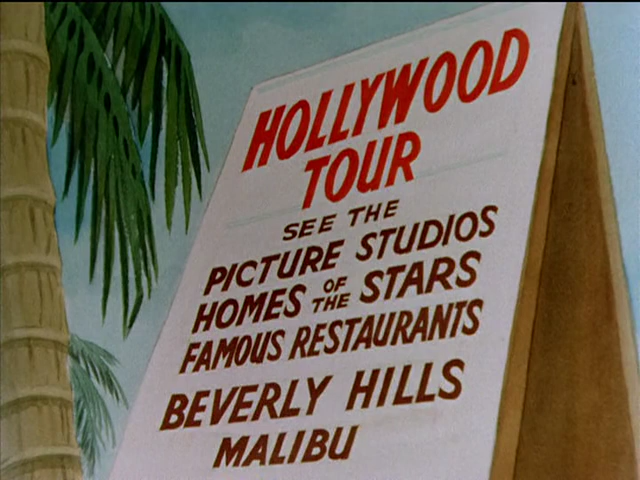 HOLLYWOOD
TOUR
SEE THE
PICTURE STUDIOS
HOMES OF THE STARS
FAMOUS RESTAURANTS
BEVERLY HILLS
MALIBU